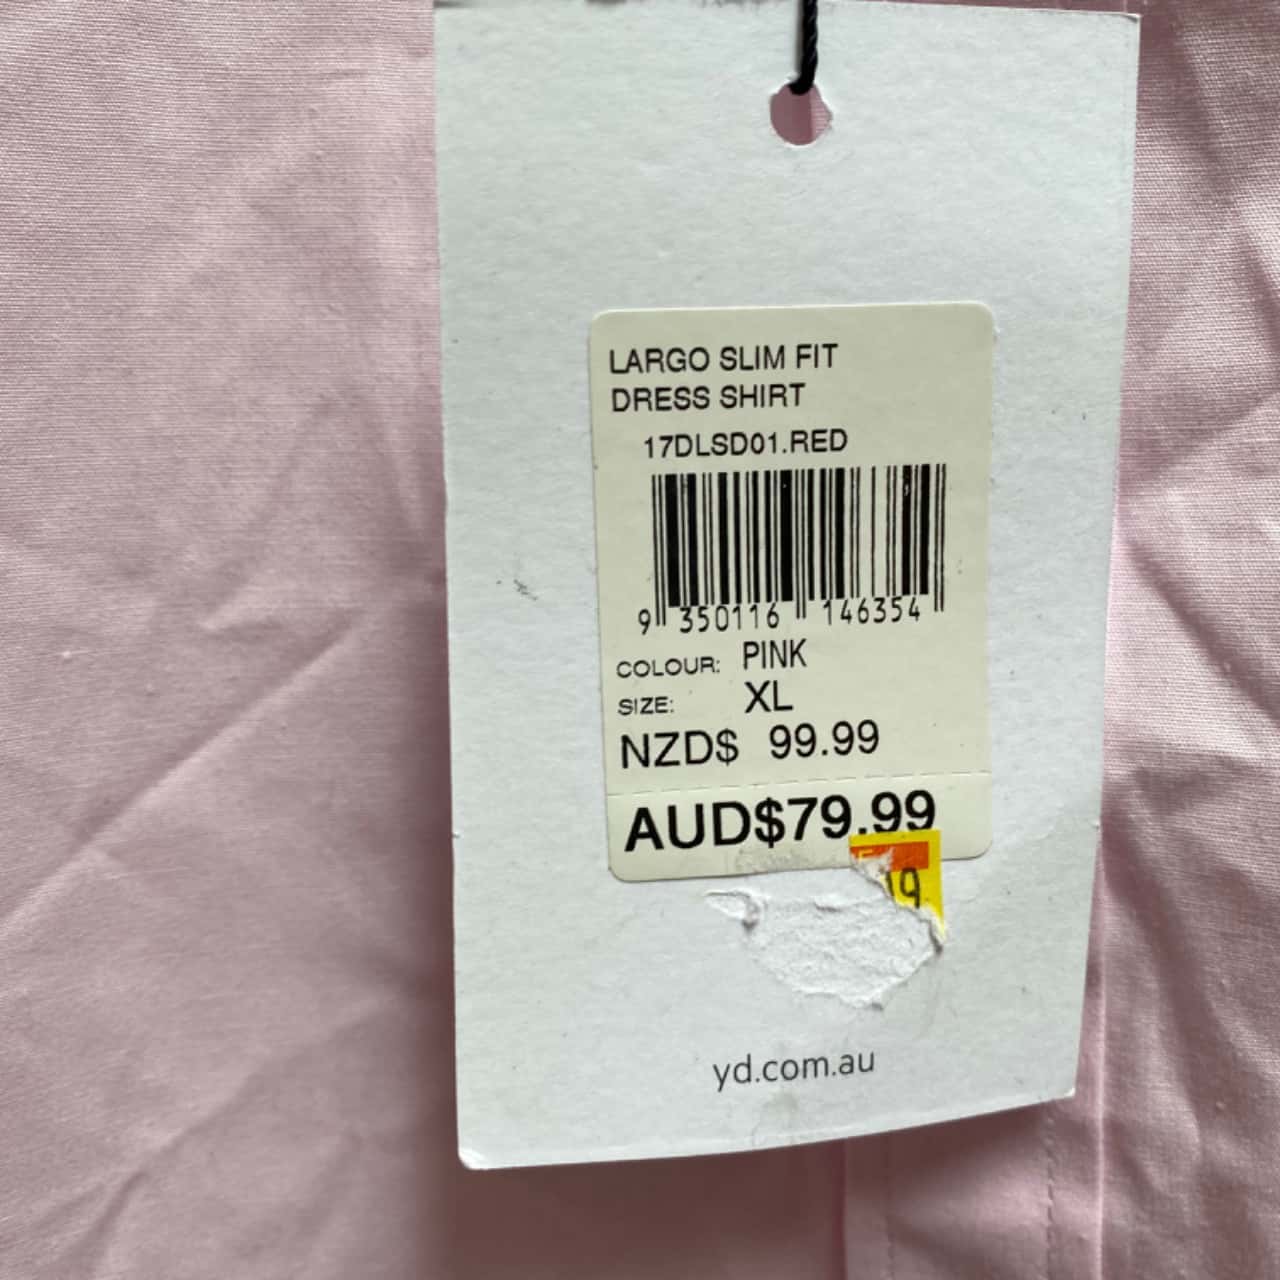 LARGO SLIM FIT
DRESS SHIRT
17DLSD01.RED
9 350116 146354
COLOUR: PINK
SIZE: XL
NZD$ 99.99
AUD$79.99
19
yd.com.au